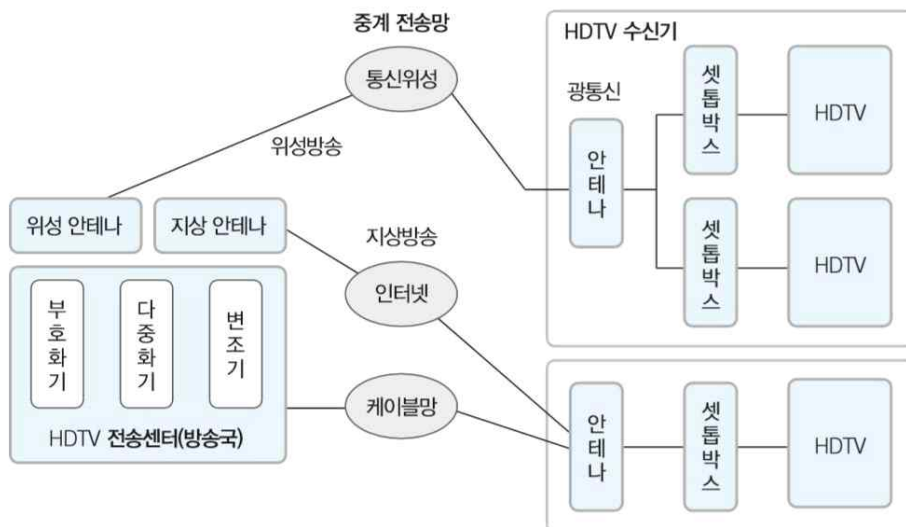 중계 전송망
통신위성
위성방송
위성 안테나
지상 안테나
지상방송
인터넷
케이블망
부호화기
다중화기
변조기
HDTV 전송센터(방송국)
HDTV 수신기
광통신
안테나
셋톱박스
HDTV
셋톱박스
HDTV
안테나
셋톱박스
HDTV